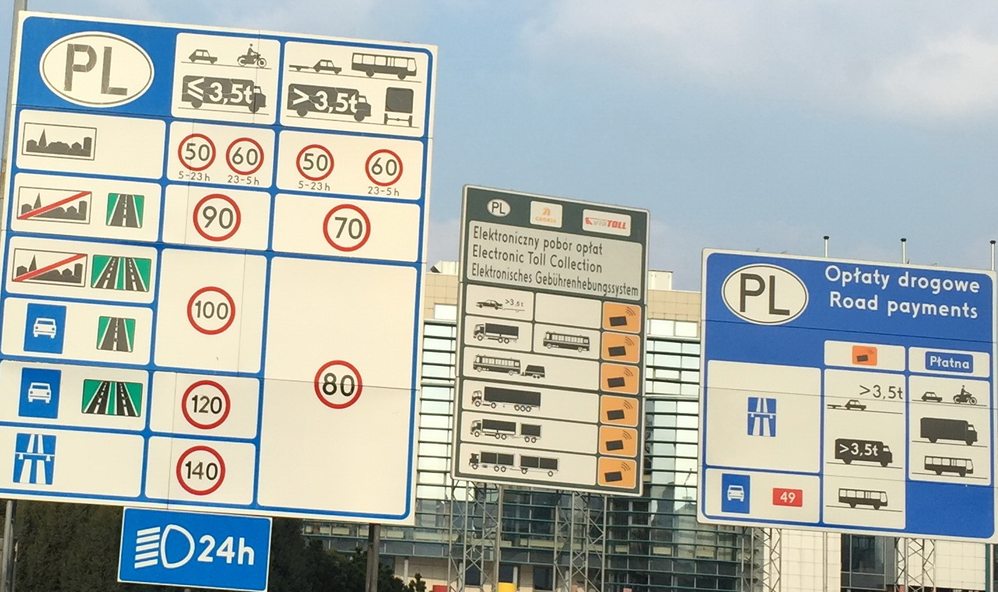 PL
≤3,5t
>3,5t
50 60 50 60
5-23h 23-5h 5-23h 23-5h
90 70
100
120
80
140
24h
PL
viaTOLL
Elektroniczny pobór opłat
Electronic Toll Collection
Elektronisches Gebührenhebungssystem
>3,5t
PL
Opłaty drogowe
Road payments
Płatna
>3,5t
>3,5t
49